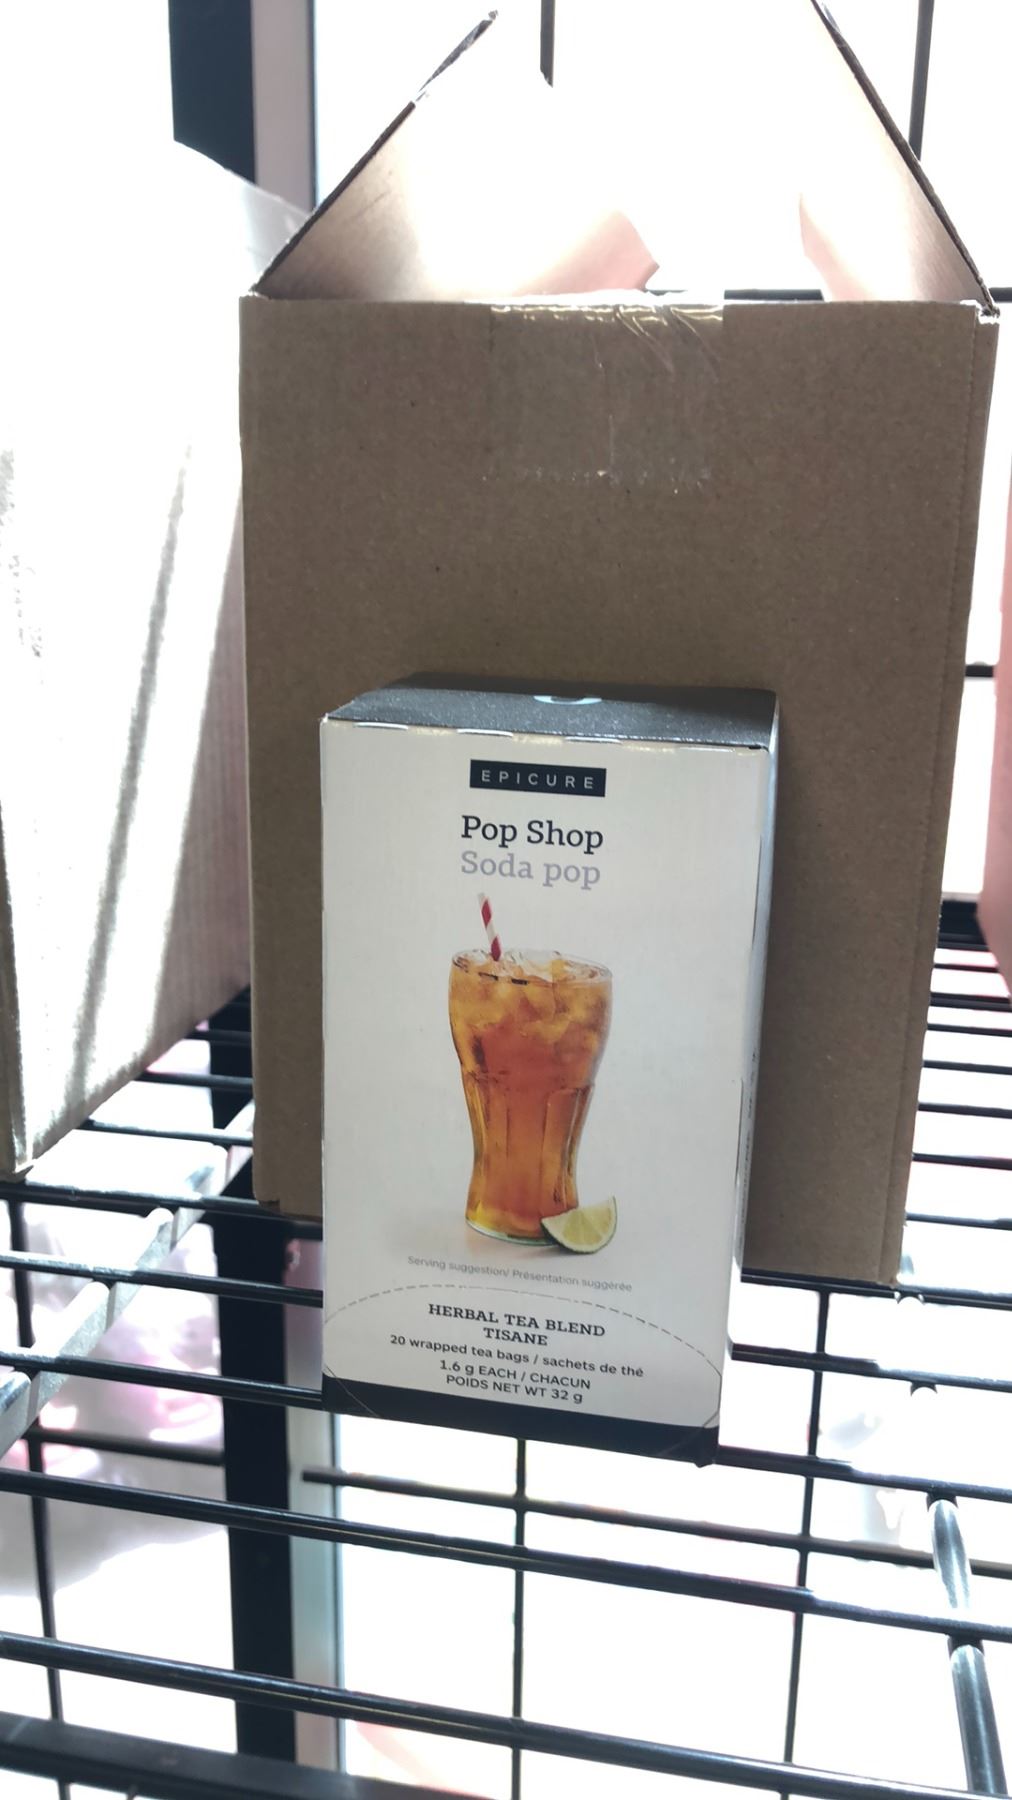 EPICURE
Pop Shop
Soda pop
Serving suggestion/ Présentation suggérée
HERBAL TEA BLEND
TISANE
20 wrapped tea bags / sachets de thé
1.6 g EACH / CHACUN
POIDS NET WT 32 g